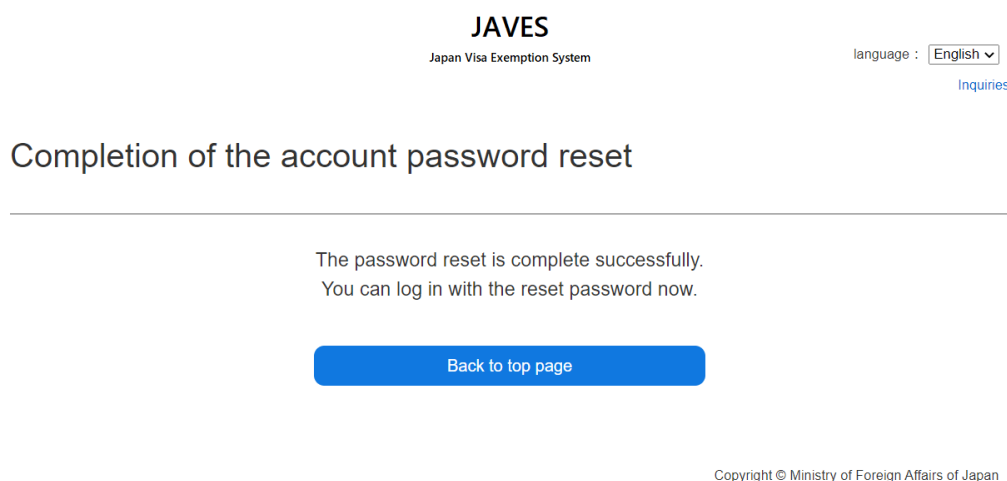 JAVES
Japan Visa Exemption System
language : English
Inquiries
Completion of the account password reset
The password reset is complete successfully.
You can log in with the reset password now.
Back to top page
Copyright © Ministry of Foreign Affairs of Japan